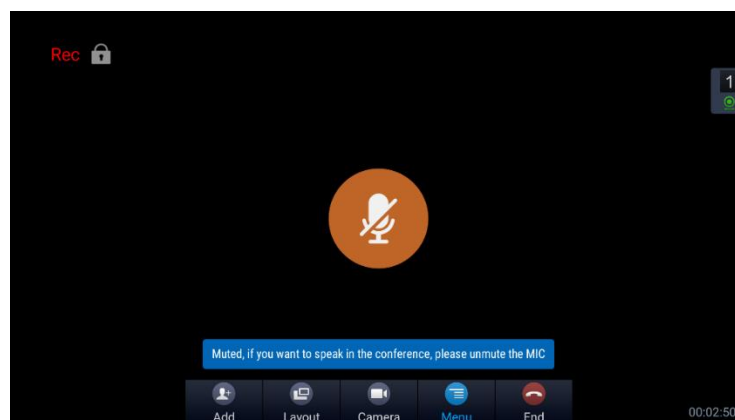 Rec
1
Muted, if you want to speak in the conference, please unmute the MIC
Add Layout Camera Menu End
00:02:50